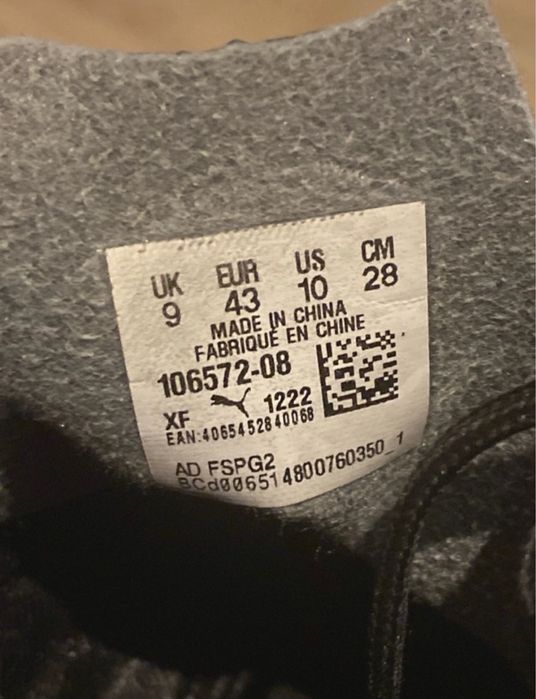 UK EUR US CM
9 43 10 28
MADE IN CHINA
FABRIQUÉ EN CHINE
106572-08
XF 1222
EAN:4065452840068
AD FSPG2
BCd006514800760350_1